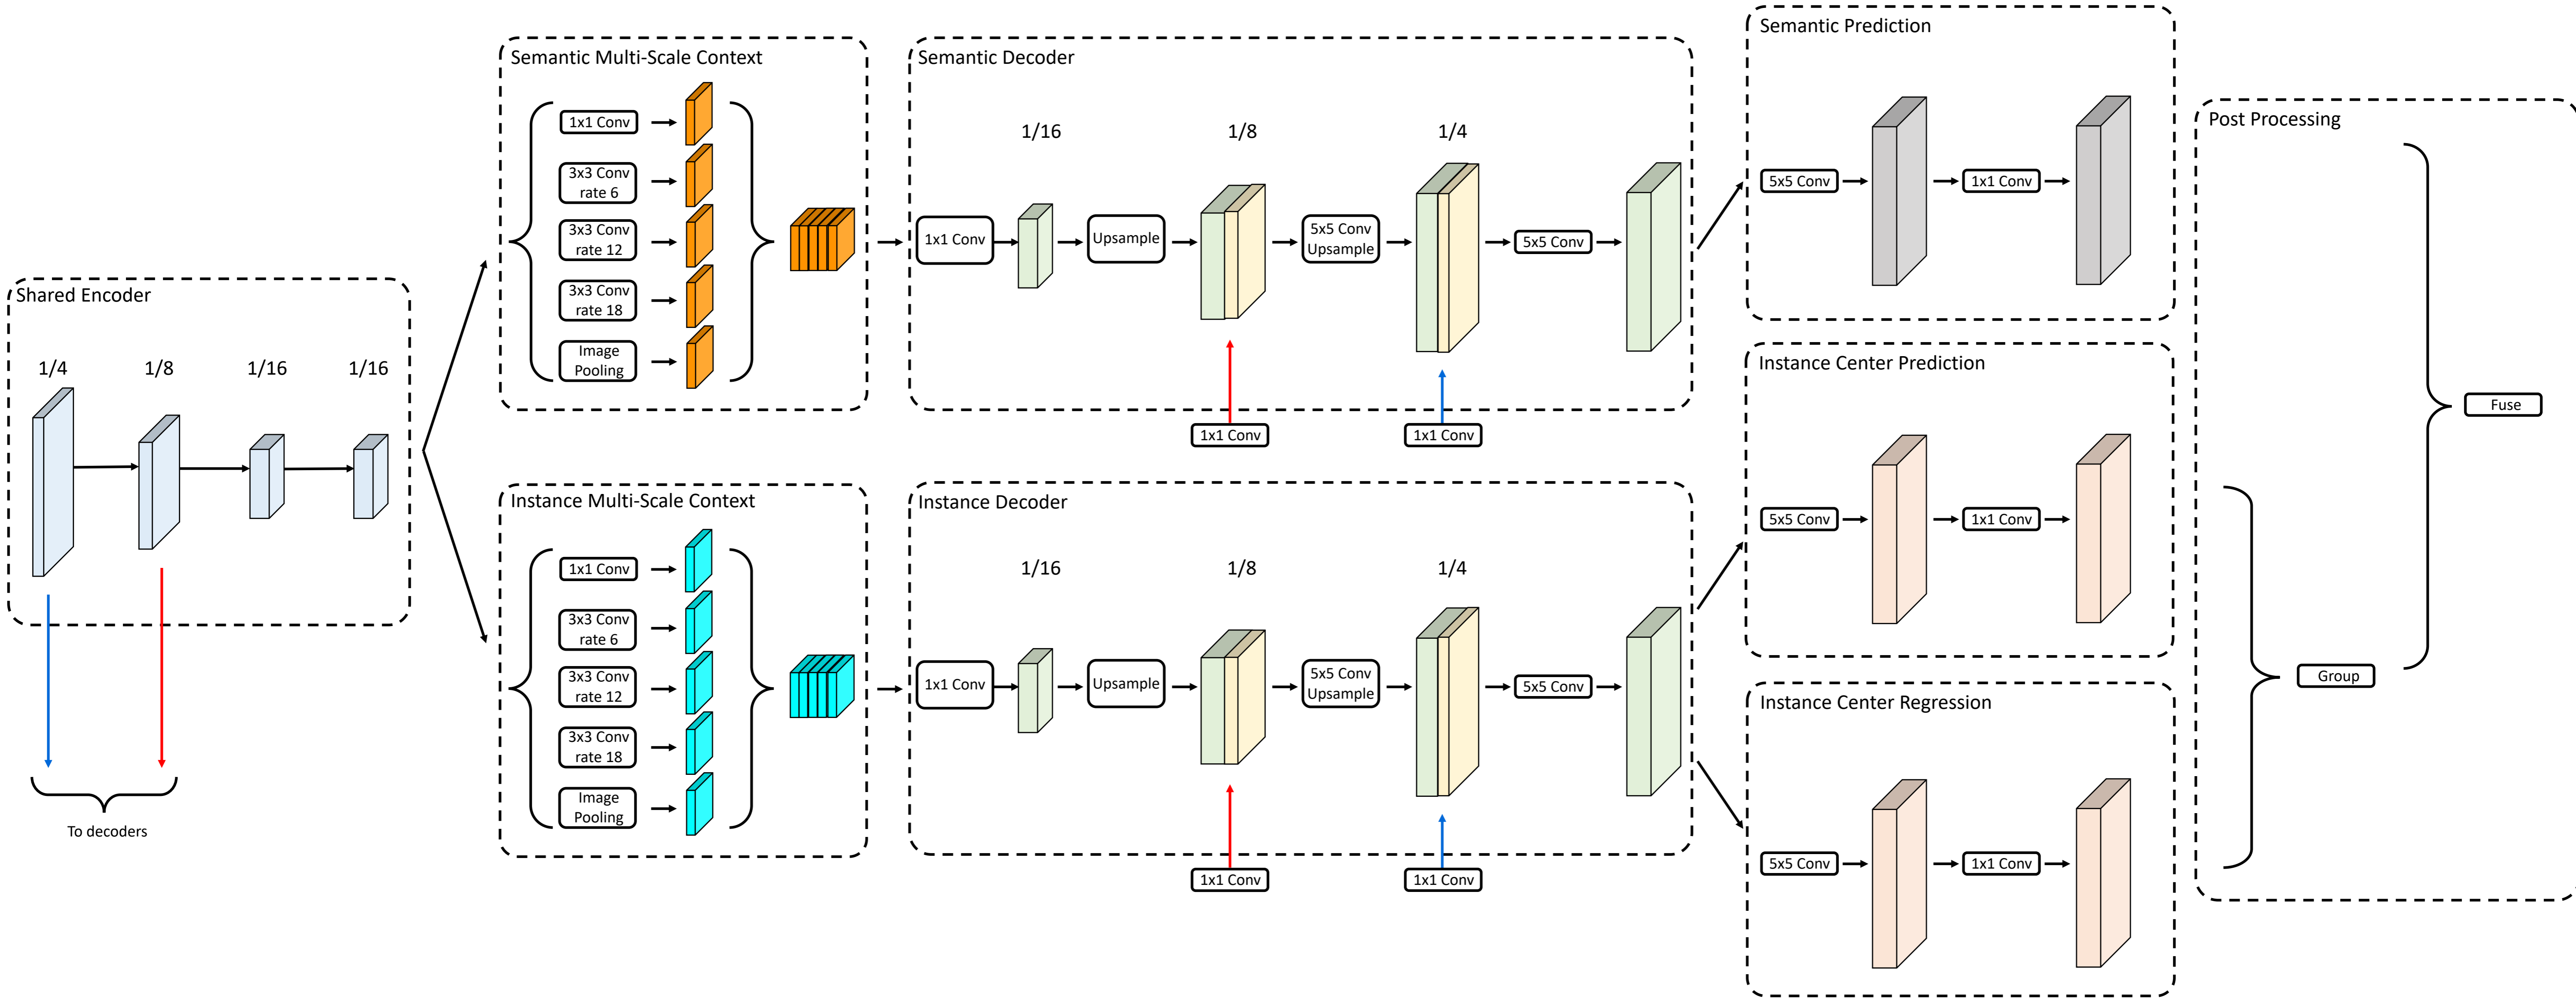 Shared Encoder
1/4
1/8
1/16
1/16
To decoders
Semantic Multi-Scale Context
1x1 Conv
3x3 Conv
rate 6
3x3 Conv
rate 12
3x3 Conv
rate 18
Image
Pooling
Instance Multi-Scale Context
1x1 Conv
3x3 Conv
rate 6
3x3 Conv
rate 12
3x3 Conv
rate 18
Image
Pooling
Semantic Decoder
1/16
1/8
1/4
1x1 Conv
Upsample
5x5 Conv
Upsample
5x5 Conv
1x1 Conv
1x1 Conv
Instance Decoder
1/16
1/8
1/4
1x1 Conv
Upsample
5x5 Conv
Upsample
5x5 Conv
1x1 Conv
1x1 Conv
Semantic Prediction
5x5 Conv
1x1 Conv
Instance Center Prediction
5x5 Conv
1x1 Conv
Instance Center Regression
5x5 Conv
1x1 Conv
Post Processing
Fuse
Group